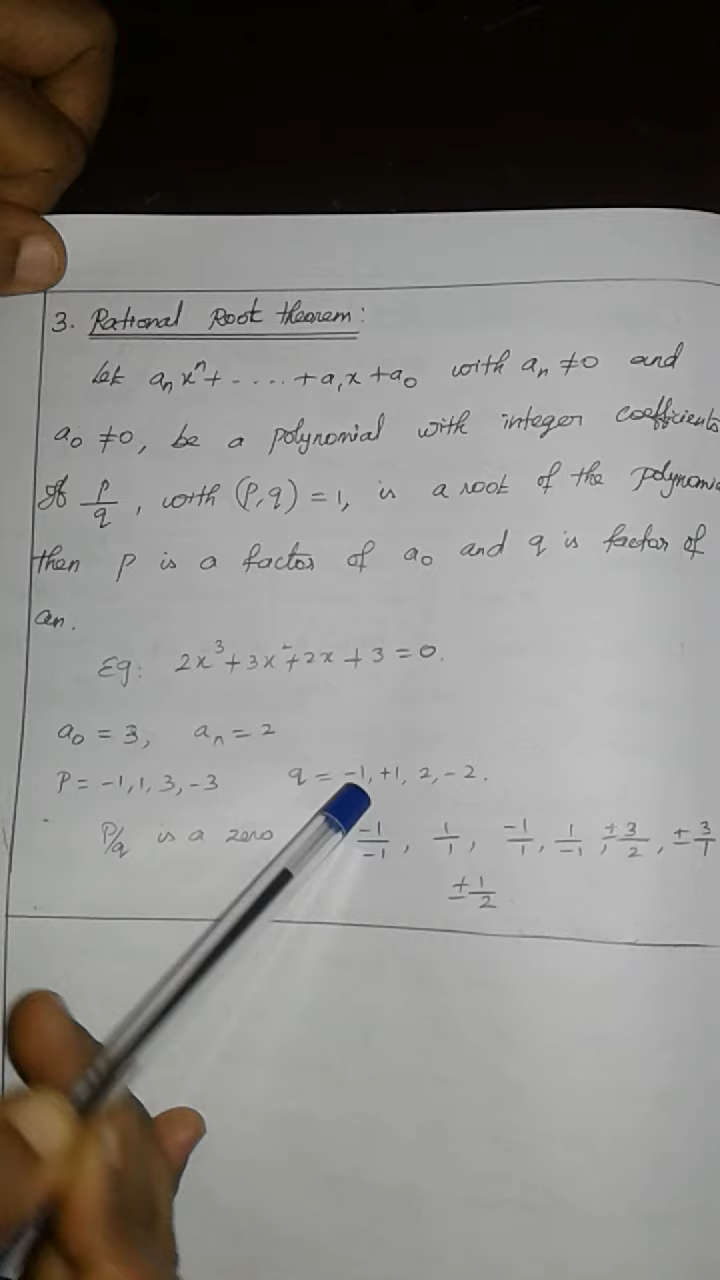 3. Rational Root theorem:
Let aₙxⁿ+ - .... +a₁x+a₀ with aₙ ≠0 and
a₀ ≠0, be a polynomial with integer coefficients
If p/q, with (P,q) = 1, is a root of the polynomi
then p is a factor of a₀ and q is factor of
an.
Eg: 2x³+3x²+2x+3=0.
a₀ = 3, aₙ = 2
P = -1,1,3,-3 q = -1,+1, 2,-2.
P/q is a zero -1/-1, 1/1, -1/1, 1/-1, ±3/2, ±3/1
±1/2